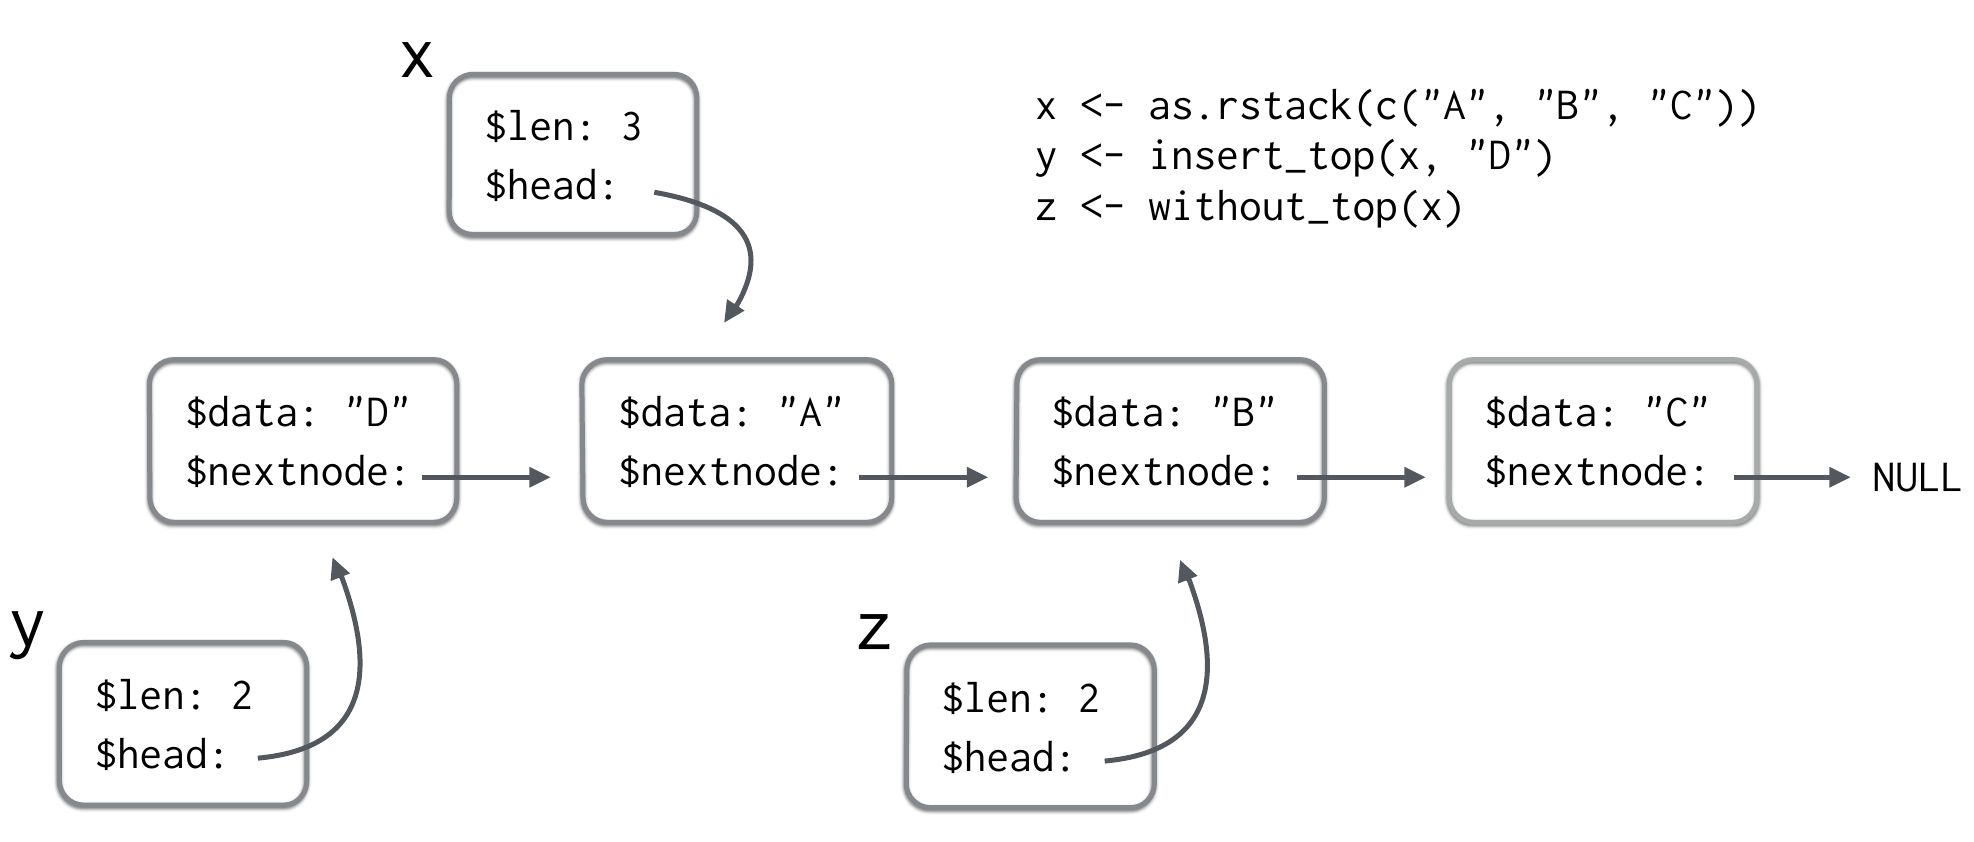 x
$len: 3
$head:
x <- as.rstack(c("A", "B", "C"))
y <- insert_top(x, "D")
z <- without_top(x)
$data: "D"
$nextnode:
$data: "A"
$nextnode:
$data: "B"
$nextnode:
$data: "C"
$nextnode:
NULL
y
$len: 2
$head:
z
$len: 2
$head: